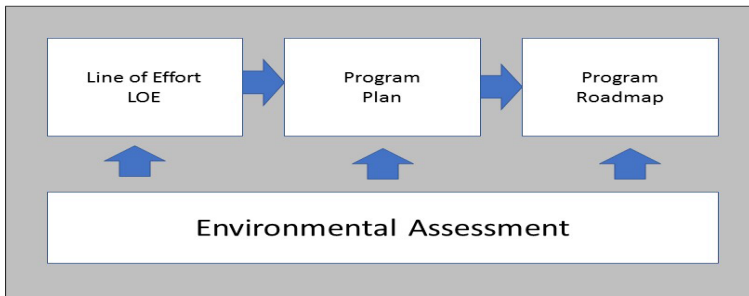 Line of Effort
LOE
Program
Plan
Program
Roadmap
Environmental Assessment